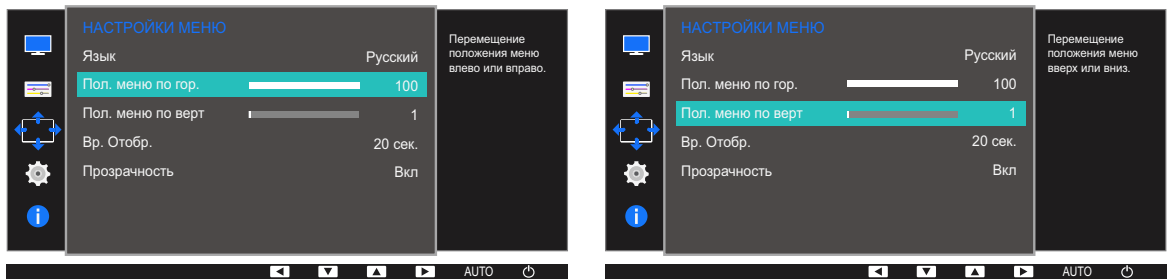 НАСТРОЙКИ МЕНЮ
Язык Русский
Пол. меню по гор. 100
Пол. меню по верт 1
Вр. Отобр. 20 сек.
Прозрачность Вкл
Перемещение
положения меню
влево или вправо.
AUTO
НАСТРОЙКИ МЕНЮ
Язык Русский
Пол. меню по гор. 100
Пол. меню по верт 1
Вр. Отобр. 20 сек.
Прозрачность Вкл
Перемещение
положения меню
вверх или вниз.
AUTO